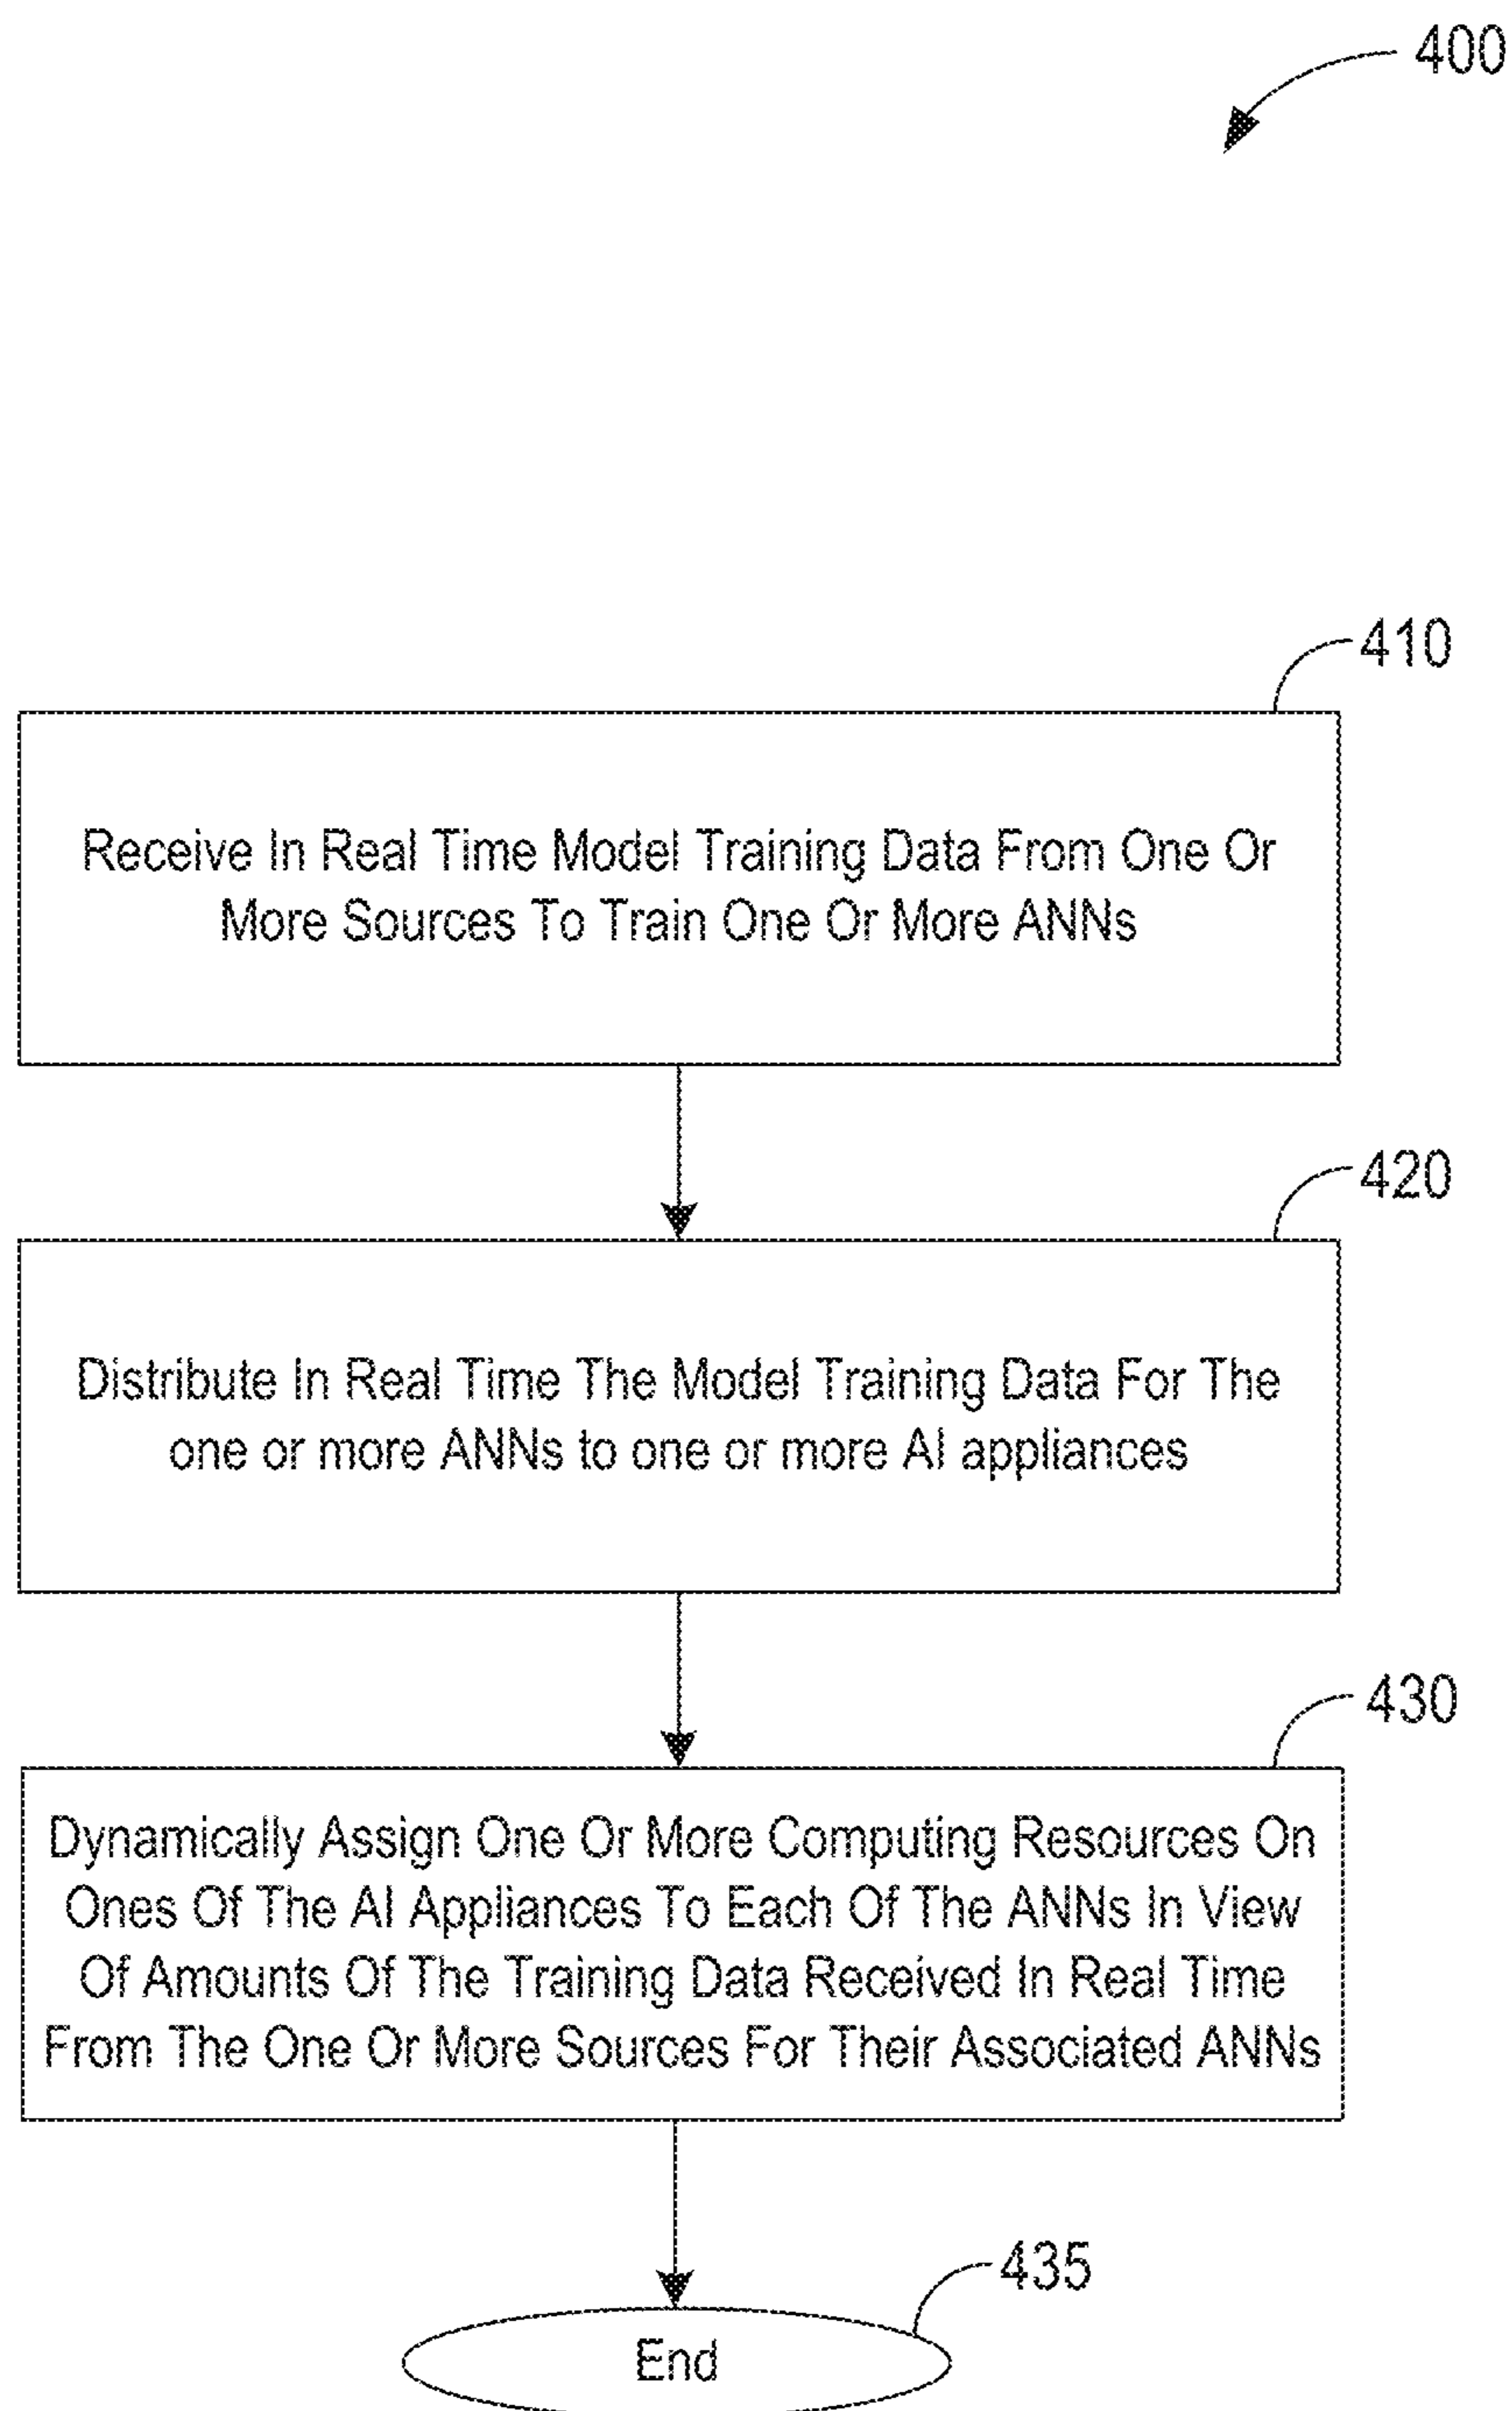 400
410
Receive In Real Time Model Training Data From One Or
More Sources To Train One Or More ANNs
420
Distribute In Real Time The Model Training Data For The
one or more ANNs to one or more AI appliances
430
Dynamically Assign One Or More Computing Resources On
Ones Of The AI Appliances To Each Of The ANNs In View
Of Amounts Of The Training Data Received In Real Time
From The One Or More Sources For Their Associated ANNs
435
End